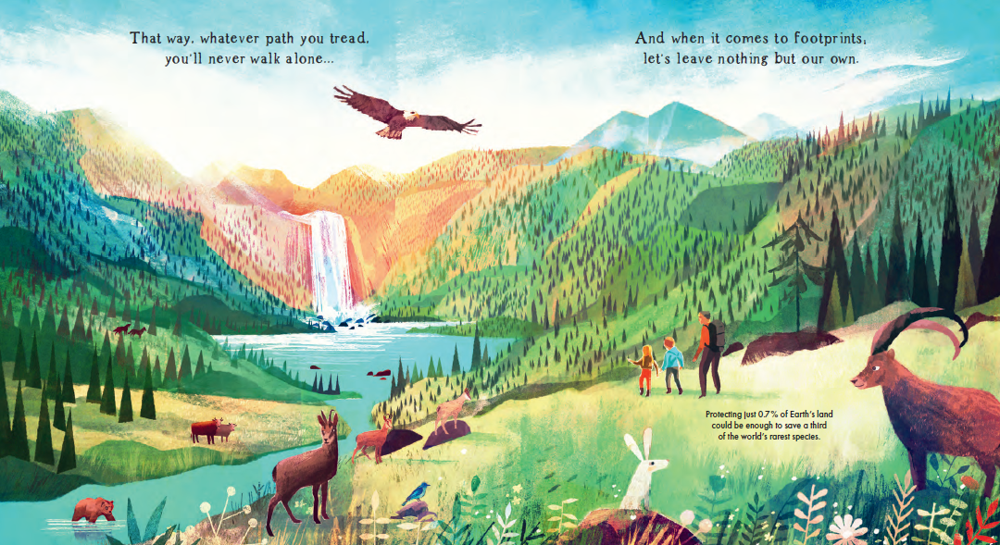 That way, whatever path you tread,
you'll never walk alone...
And when it comes to footprints,
let's leave nothing but our own.
Protecting just 0.7% of Earth's land
could be enough to save a third
of the world's rarest species.